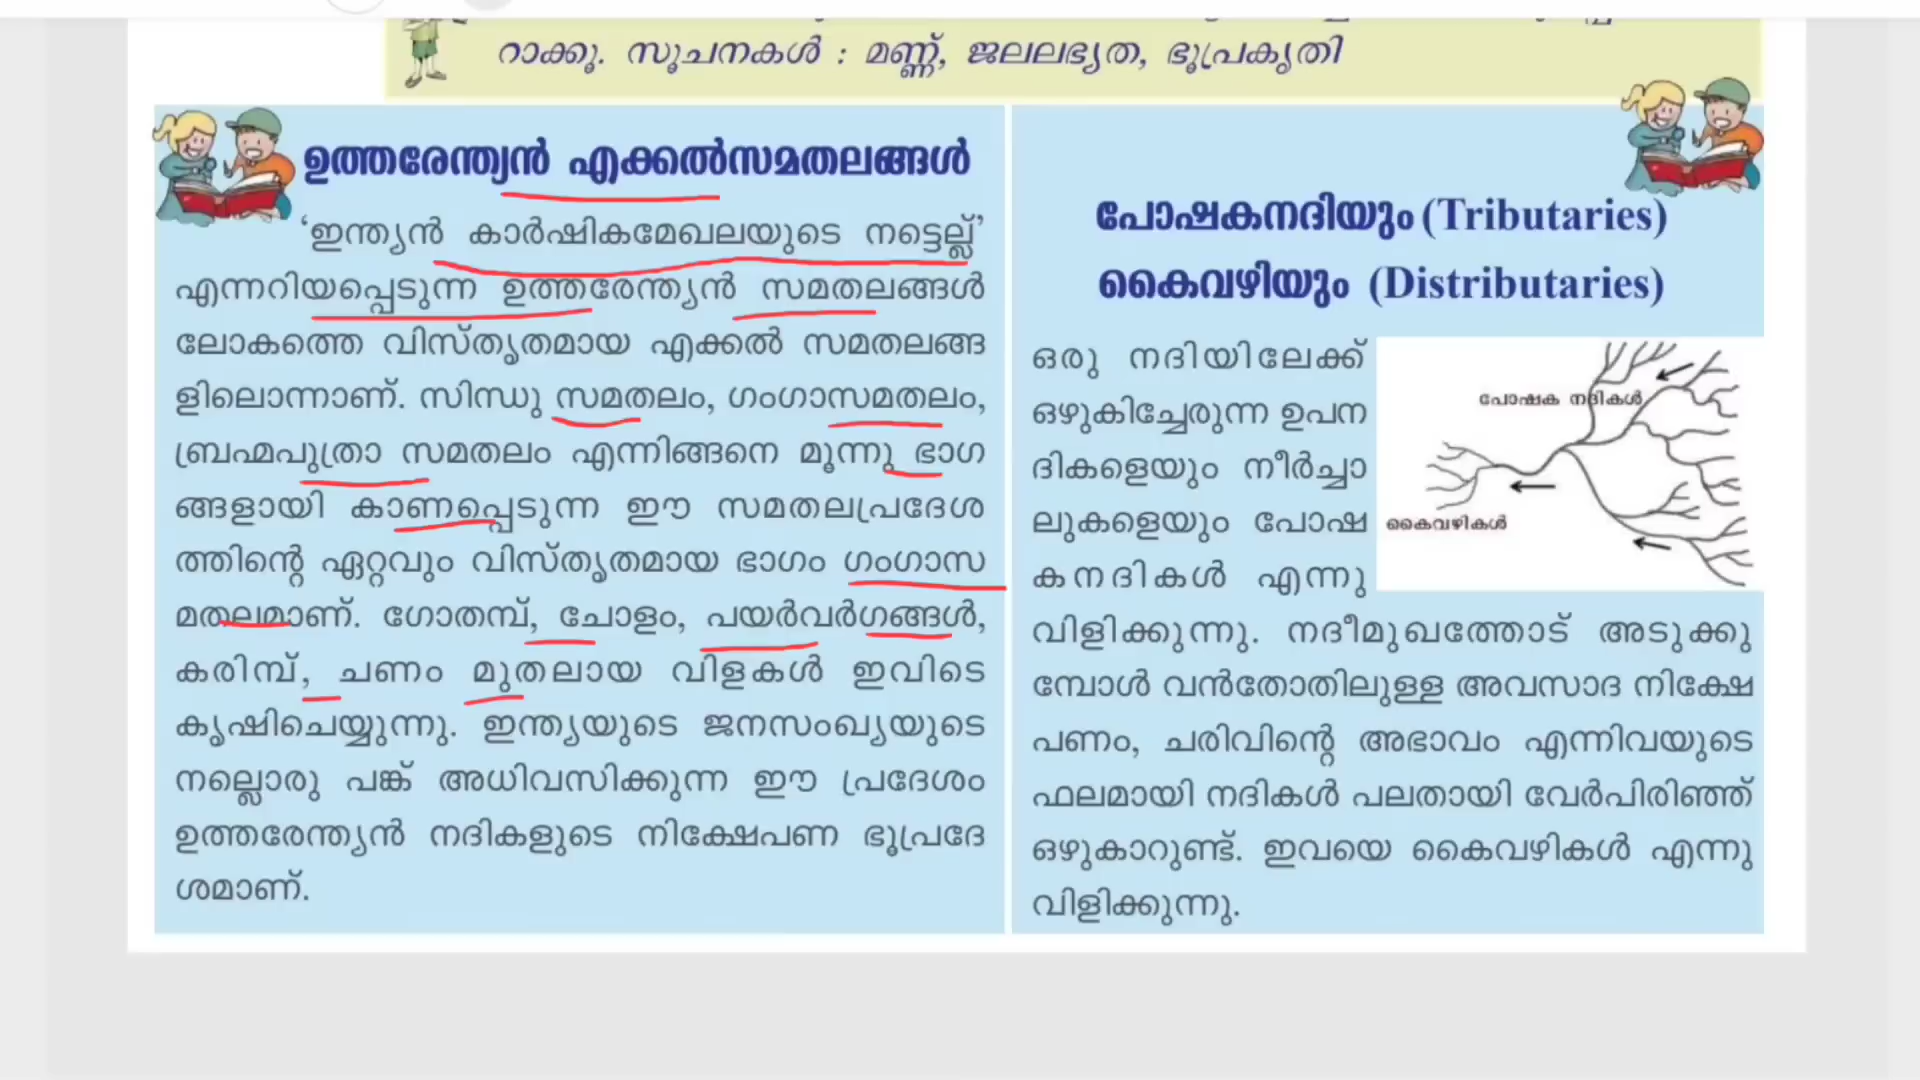 റാക്കൂ. സൂചനകൾ : മണ്ണ്, ജലലഭ്യത, ഭൂപ്രകൃതി
ഉത്തരേന്ത്യൻ എക്കൽസമതലങ്ങൾ
‘ഇന്ത്യൻ കാർഷികമേഖലയുടെ നട്ടെല്ല്’
എന്നറിയപ്പെടുന്ന ഉത്തരേന്ത്യൻ സമതലങ്ങൾ
ലോകത്തെ വിസ്തൃതമായ എക്കൽ സമതലങ്ങ
ളിലൊന്നാണ്. സിന്ധു സമതലം, ഗംഗാസമതലം,
ബ്രഹ്മപുത്രാ സമതലം എന്നിങ്ങനെ മൂന്നു ഭാഗ
ങ്ങളായി കാണപ്പെടുന്ന ഈ സമതലപ്രദേശ
ത്തിന്റെ ഏറ്റവും വിസ്തൃതമായ ഭാഗം ഗംഗാസ
മതലമാണ്. ഗോതമ്പ്, ചോളം, പയർവർഗങ്ങൾ,
കരിമ്പ്, ചണം മുതലായ വിളകൾ ഇവിടെ
കൃഷിചെയ്യുന്നു. ഇന്ത്യയുടെ ജനസംഖ്യയുടെ
നല്ലൊരു പങ്ക് അധിവസിക്കുന്ന ഈ പ്രദേശം
ഉത്തരേന്ത്യൻ നദികളുടെ നിക്ഷേപണ ഭൂപ്രദേ
ശമാണ്.
പോഷകനദിയും (Tributaries)
കൈവഴിയും (Distributaries)
ഒരു നദിയിലേക്ക്
ഒഴുകിച്ചേരുന്ന ഉപന
ദികളെയും നീർച്ചാ
ലുകളെയും പോഷ
കനദികൾ എന്നു
വിളിക്കുന്നു. നദീമുഖത്തോട് അടുക്കു
മ്പോൾ വൻതോതിലുള്ള അവസാദ നിക്ഷേ
പണം, ചരിവിന്റെ അഭാവം എന്നിവയുടെ
ഫലമായി നദികൾ പലതായി വേർപിരിഞ്ഞ്
ഒഴുകാറുണ്ട്. ഇവയെ കൈവഴികൾ എന്നു
വിളിക്കുന്നു.
പോഷക നദികൾ
കൈവഴികൾ